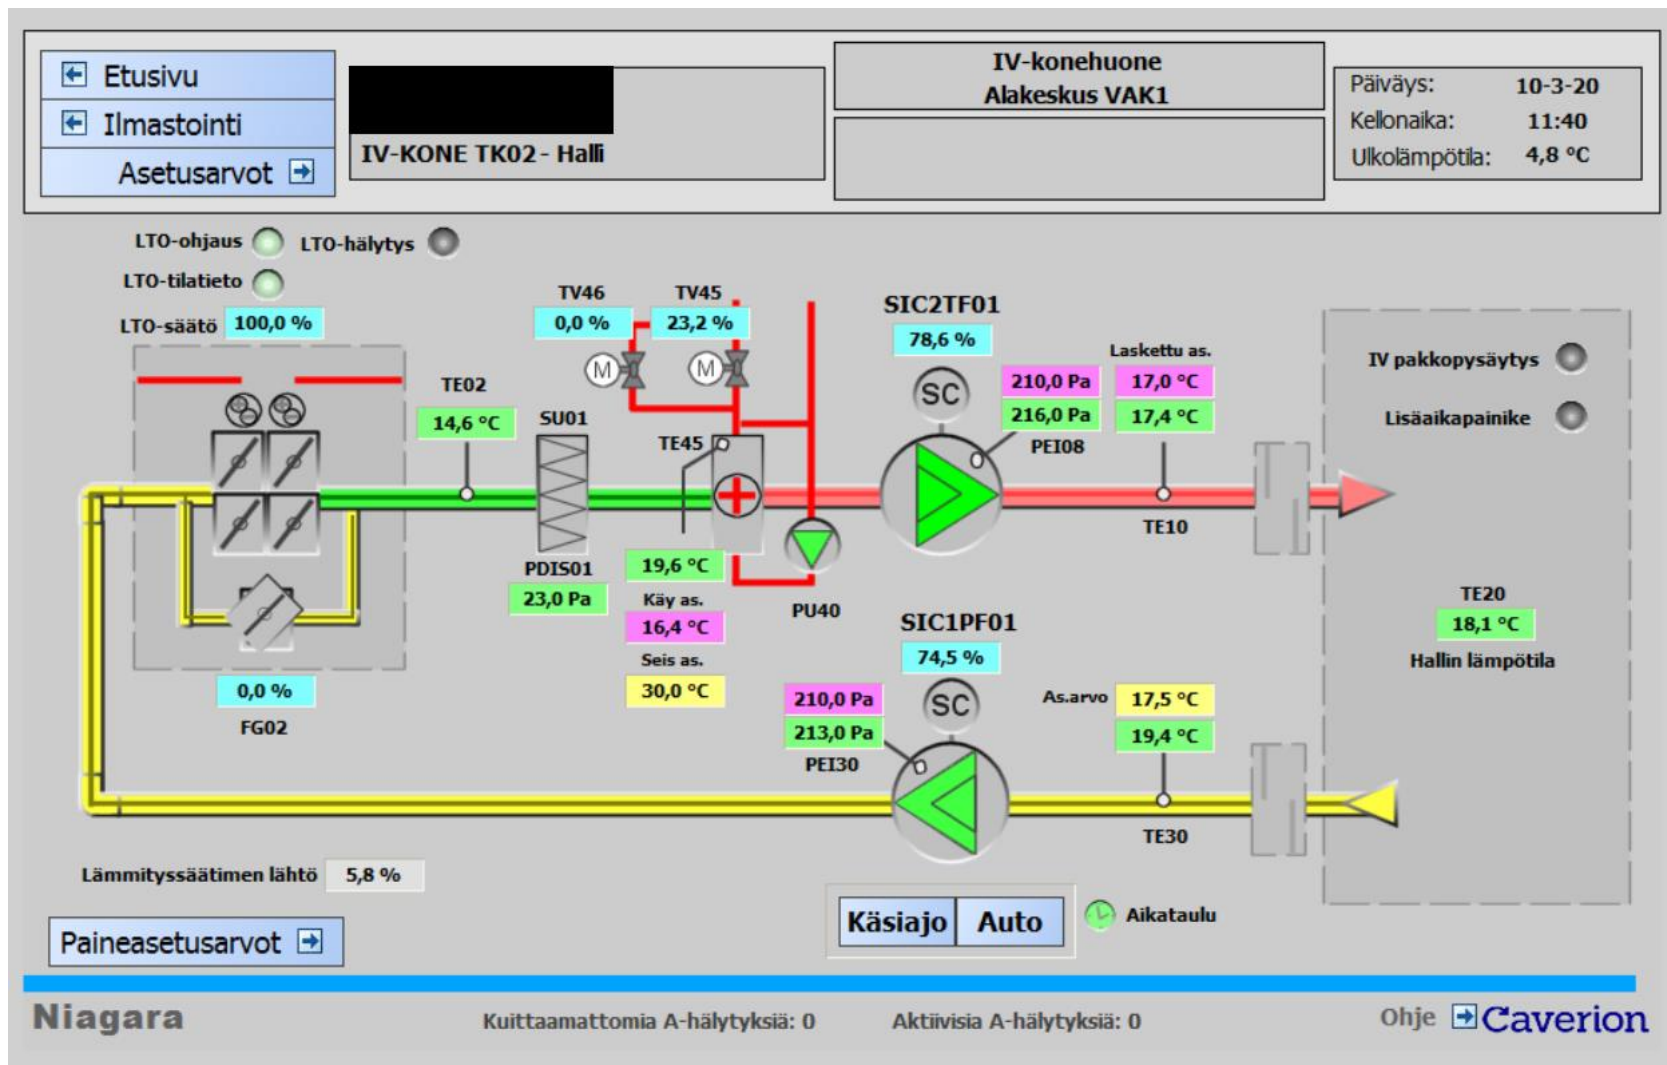 Etusivu
Ilmastointi
Asetusarvot
IV-KONE TK02 - Halli
IV-konehuone
Alakeskus VAK1
Päiväys: 10-3-20
Kellonaika: 11:40
Ulkolämpötila: 4,8 °C
LTO-ohjaus LTO-hälytys
LTO-tilatieto
LTO-säätö 100,0 %
TV46 TV45
0,0 % 23,2 %
M M
SIC2TF01
78,6 %
SC
Laskettu as.
210,0 Pa 17,0 °C
216,0 Pa 17,4 °C
PEI08
TE10
IV pakkopysäytys
Lisäaikapainike
TE02
14,6 °C
SU01
TE45
PDIS01
23,0 Pa
19,6 °C
Käy as.
16,4 °C
Seis as.
30,0 °C
PU40
0,0 %
FG02
SIC1PF01
74,5 %
SC
210,0 Pa
213,0 Pa
PEI30
As.arvo 17,5 °C
19,4 °C
TE30
TE20
18,1 °C
Hallin lämpötila
Lämmityssäätimen lähtö 5,8 %
Paineasetusarvot
Käsiajo Auto Aikataulu
Niagara
Kuittaamattomia A-hälytyksiä: 0 Aktiivisia A-hälytyksiä: 0
Ohje Caverion